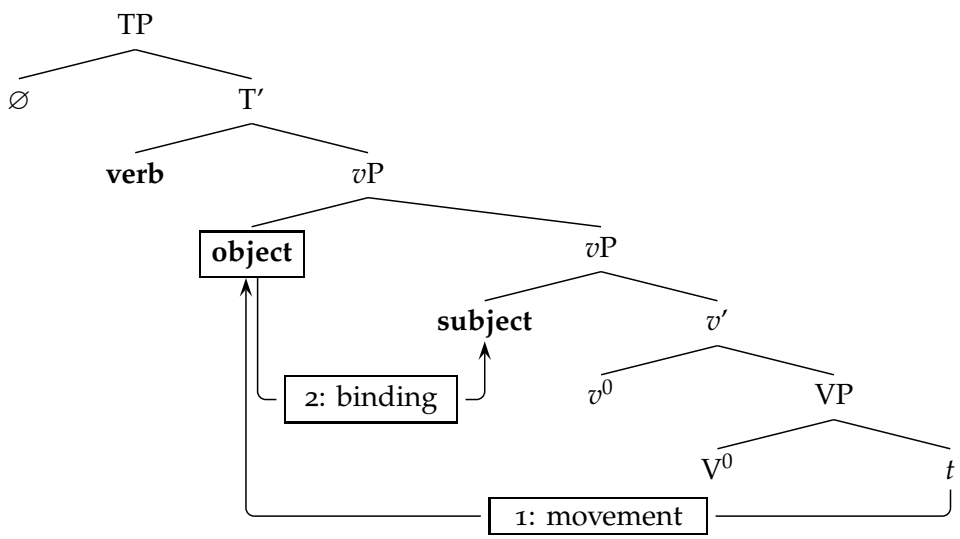 TP
∅ T′
verb vP
object vP
subject v′
2: binding v⁰ VP
V⁰ t
1: movement